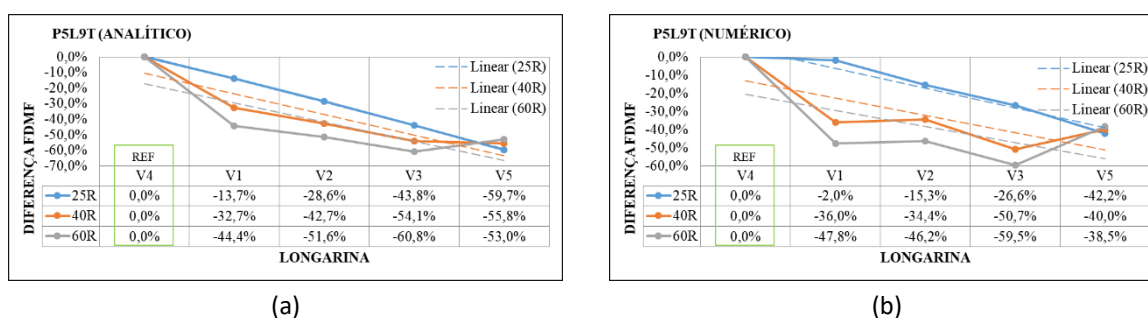 P5L9T (ANALÍTICO)
DIFERENÇA FDMF
0,0%
-10,0%
-20,0%
-30,0%
-40,0%
-50,0%
-60,0%
-70,0%
Linear (25R)
Linear (40R)
Linear (60R)
REF
V4 V1 V2 V3 V5
25R 0,0% -13,7% -28,6% -43,8% -59,7%
40R 0,0% -32,7% -42,7% -54,1% -55,8%
60R 0,0% -44,4% -51,6% -60,8% -53,0%
LONGARINA
(a)
P5L9T (NUMÉRICO)
DIFERENÇA FDMF
0,0%
-10,0%
-20,0%
-30,0%
-40,0%
-50,0%
-60,0%
Linear (25R)
Linear (40R)
Linear (60R)
REF
V4 V1 V2 V3 V5
25R 0,0% -2,0% -15,3% -26,6% -42,2%
40R 0,0% -36,0% -34,4% -50,7% -40,0%
60R 0,0% -47,8% -46,2% -59,5% -38,5%
LONGARINA
(b)